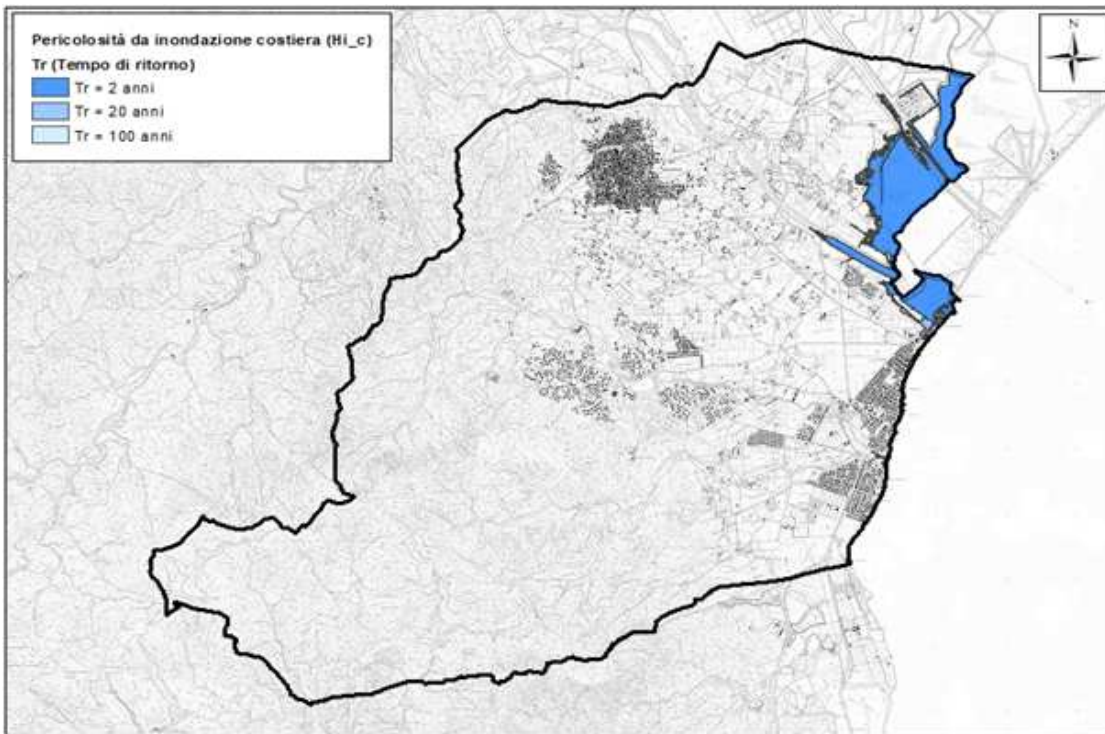 Pericolosità da inondazione costiera (Hi_c)
Tr (Tempo di ritorno)
Tr = 2 anni
Tr = 20 anni
Tr = 100 anni
N